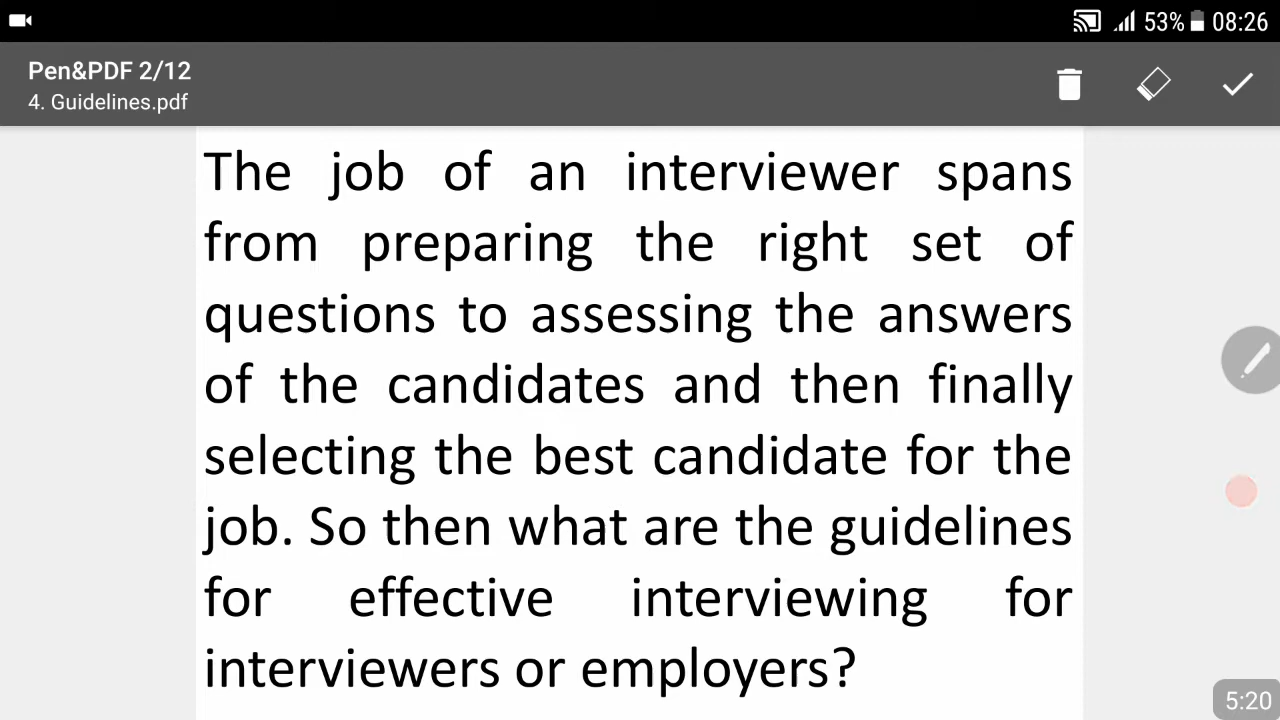 53% 08:26
Pen&PDF 2/12
4. Guidelines.pdf
The job of an interviewer spans
from preparing the right set of
questions to assessing the answers
of the candidates and then finally
selecting the best candidate for the
job. So then what are the guidelines
for effective interviewing for
interviewers or employers?
5:20